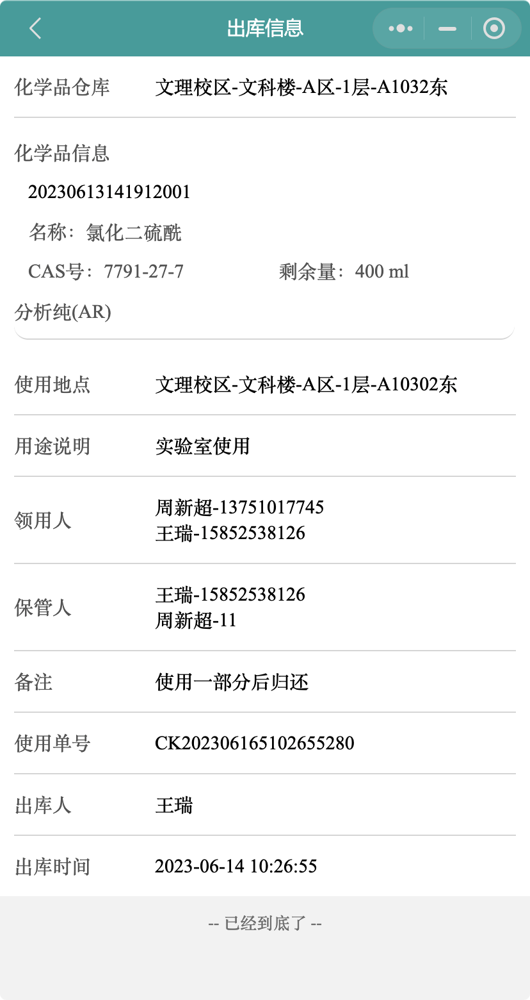 出库信息
化学品仓库 文理校区-文科楼-A区-1层-A1032东
化学品信息
20230613141912001
名称：氯化二硫酰
CAS号：7791-27-7 剩余量：400 ml
分析纯(AR)
使用地点 文理校区-文科楼-A区-1层-A10302东
用途说明 实验室使用
领用人 周新超-13751017745
王瑞-15852538126
保管人 王瑞-15852538126
周新超-11
备注 使用一部分后归还
使用单号 CK202306165102655280
出库人 王瑞
出库时间 2023-06-14 10:26:55
-- 已经到底了 --